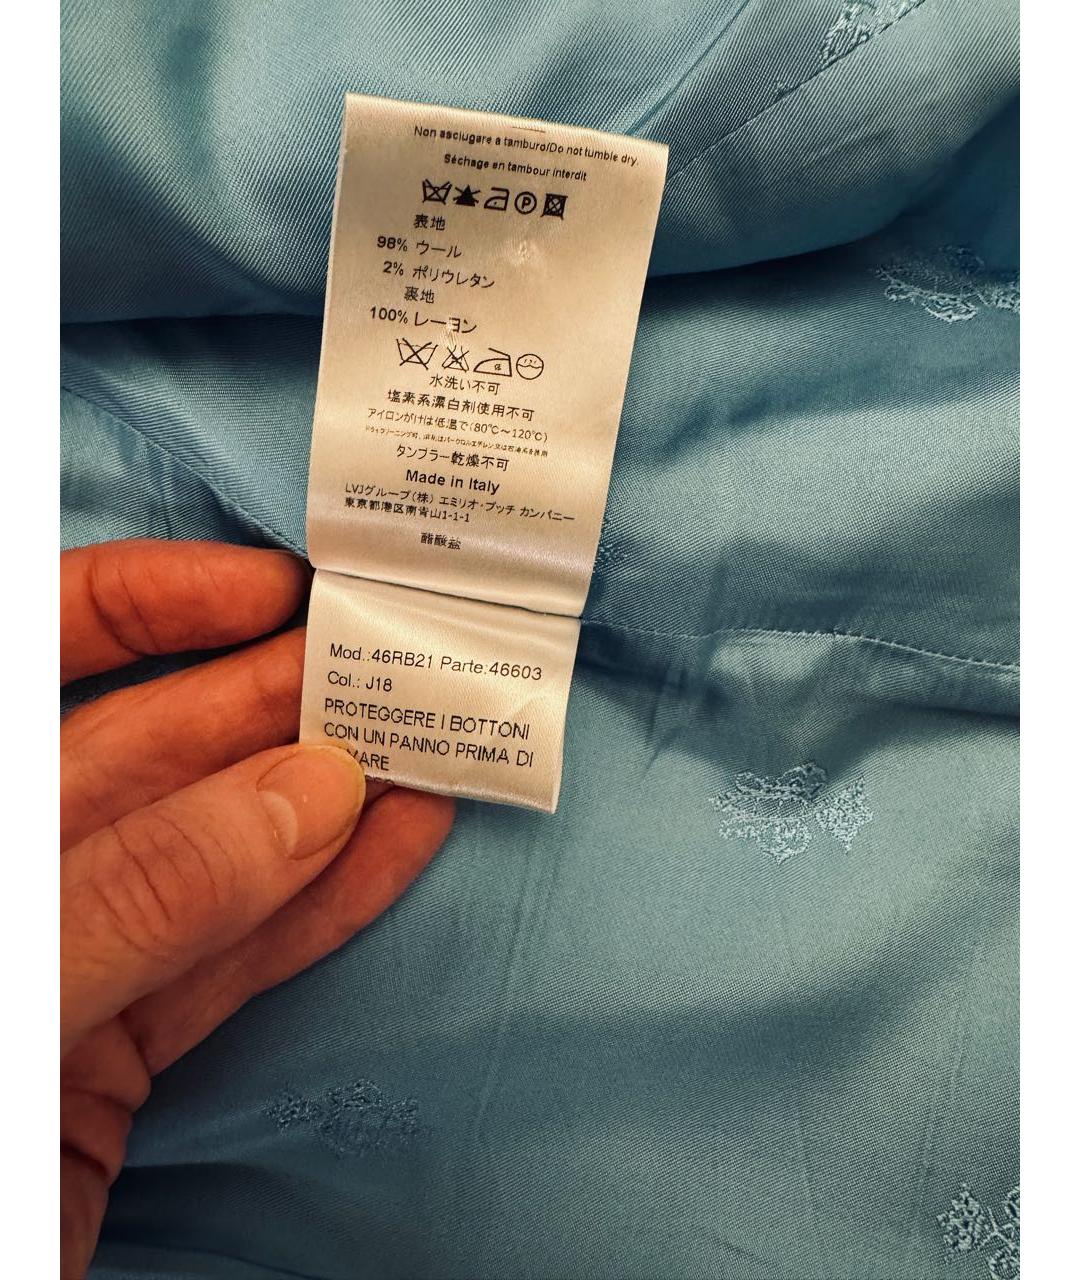 Non asciugare a tamburo/Do not tumble dry.
Séchage en tambour interdit
P
表地
98% ウール
2% ポリウレタン
裏地
100% レーヨン
水洗い不可
塩素系漂白剤使用不可
アイロンがけは低温で(80℃〜120℃)
タンブラー乾燥不可
Made in Italy
LVJグループ(株) エミリオ・プッチ カンパニー
東京都港区南青山1-1-1
醋酸盐
Mod.:46RB21 Parte:46603
Col.: J18
PROTEGGERE I BOTTONI
CON UN PANNO PRIMA DI